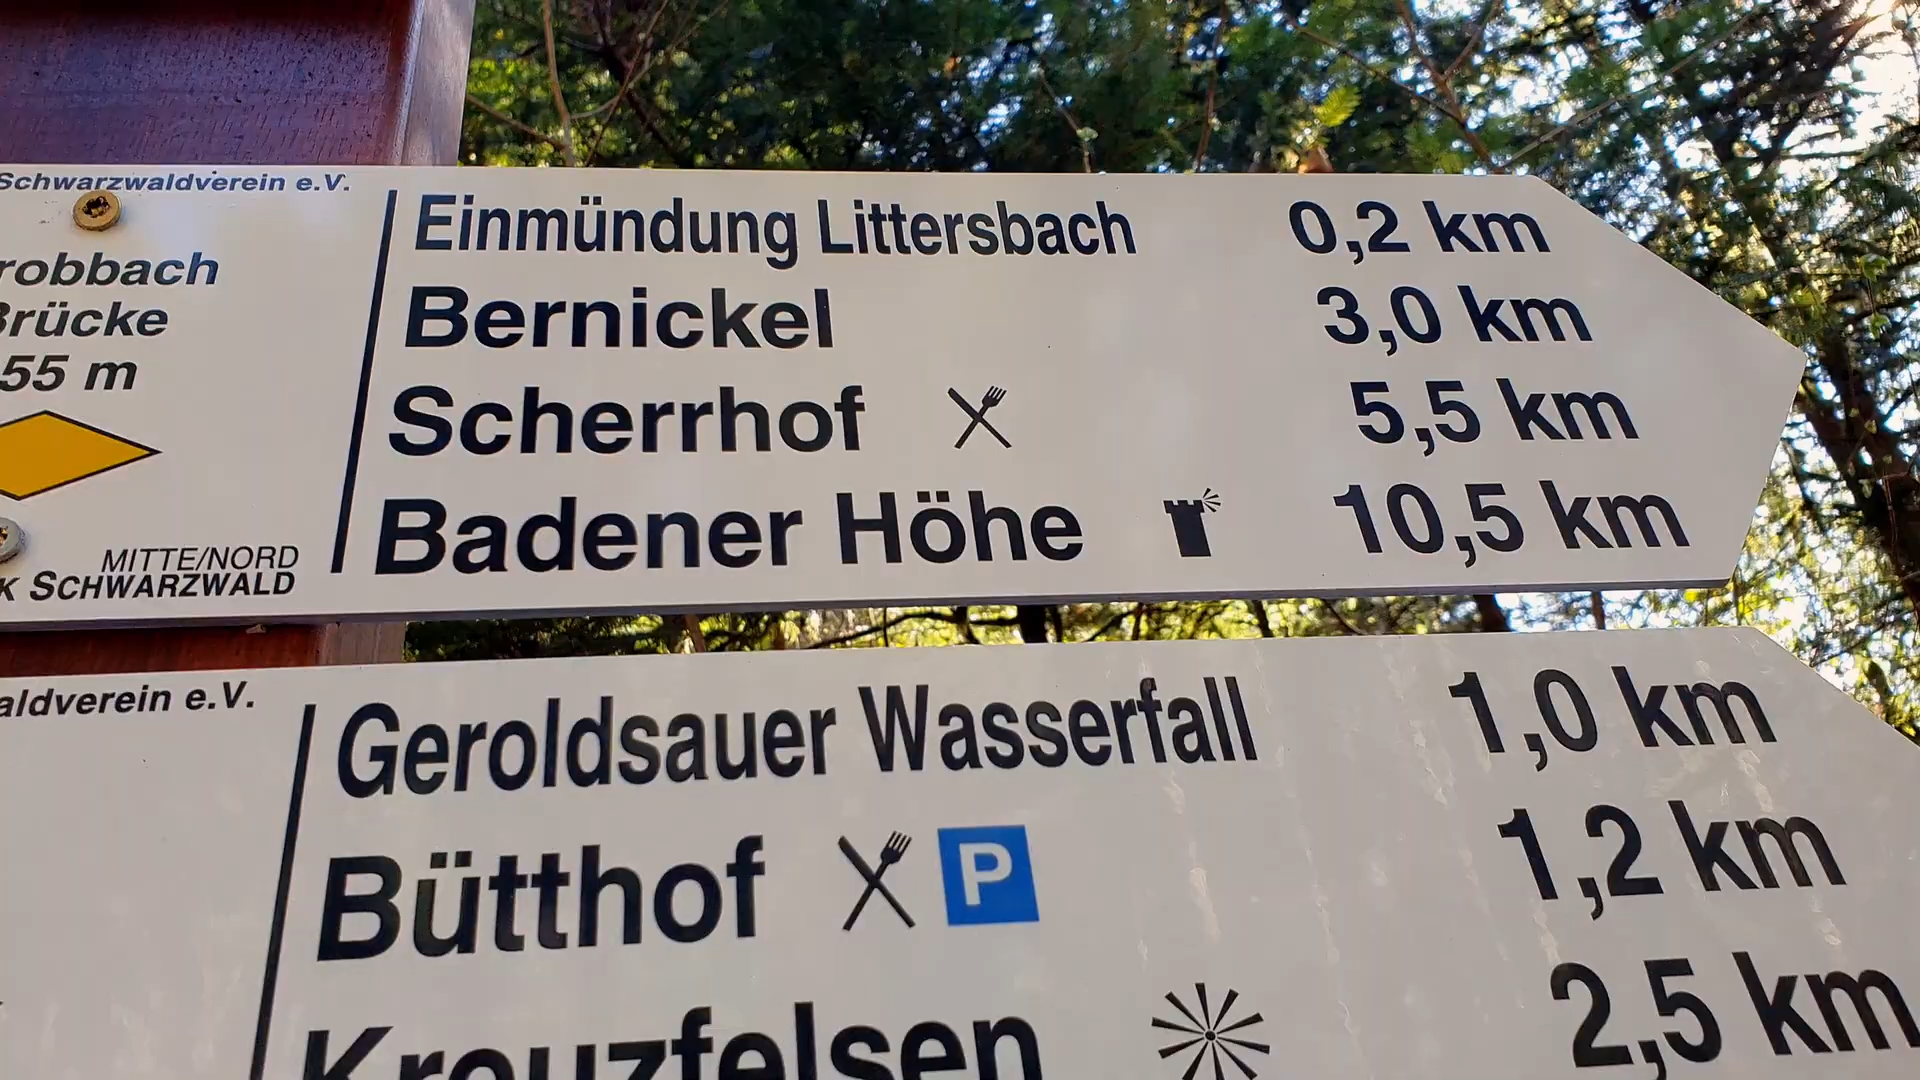 Schwarzwaldverein e.V.
robbach
Brücke
55 m
MITTE/NORD
K SCHWARZWALD
Einmündung Littersbach 0,2 km
Bernickel 3,0 km
Scherrhof 5,5 km
Badener Höhe 10,5 km
aldverein e.V.
Geroldsauer Wasserfall 1,0 km
Bütthof P 1,2 km
Kreuzfelsen 2,5 km